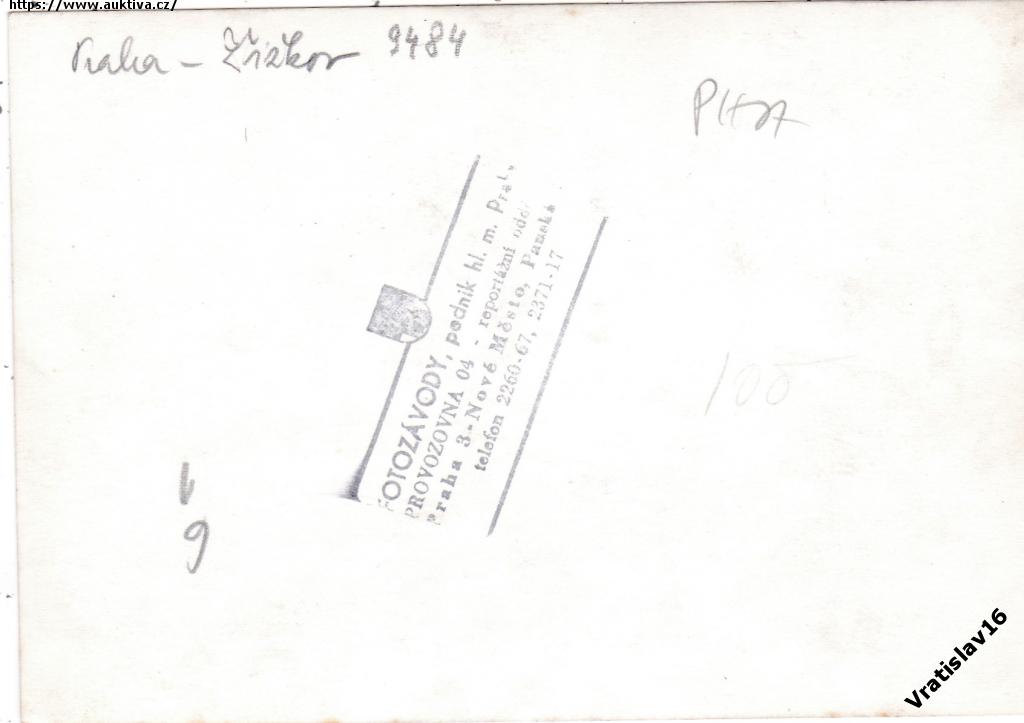 https://www.auktiva.cz/
Praha - Žižkov 9484
FOTOZÁVODY, podnik hl. m. Prahy
PROVOZOVNA 04 - reportážní odd.
Praha 3-Nové Město, Panská
telefon 2260-67, 2371-17
100
9
Vratislav16